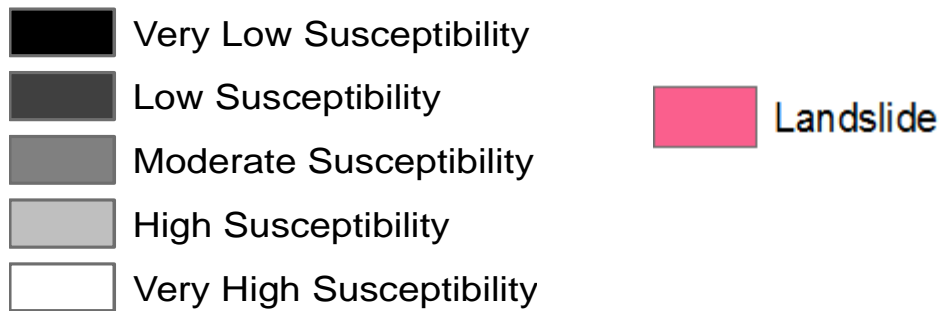 Very Low Susceptibility
Low Susceptibility
Moderate Susceptibility
High Susceptibility
Very High Susceptibility
Landslide